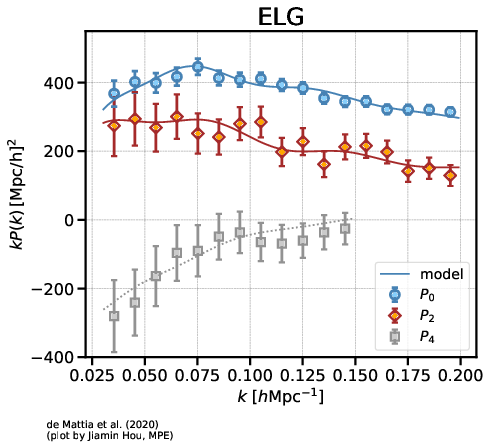 ELG
kP(k) [Mpc/h]²
400
200
0
−200
−400
model
P₀
P₂
P₄
0.025 0.050 0.075 0.100 0.125 0.150 0.175 0.200
k [hMpc⁻¹]
de Mattia et al. (2020)
(plot by Jiamin Hou, MPE)